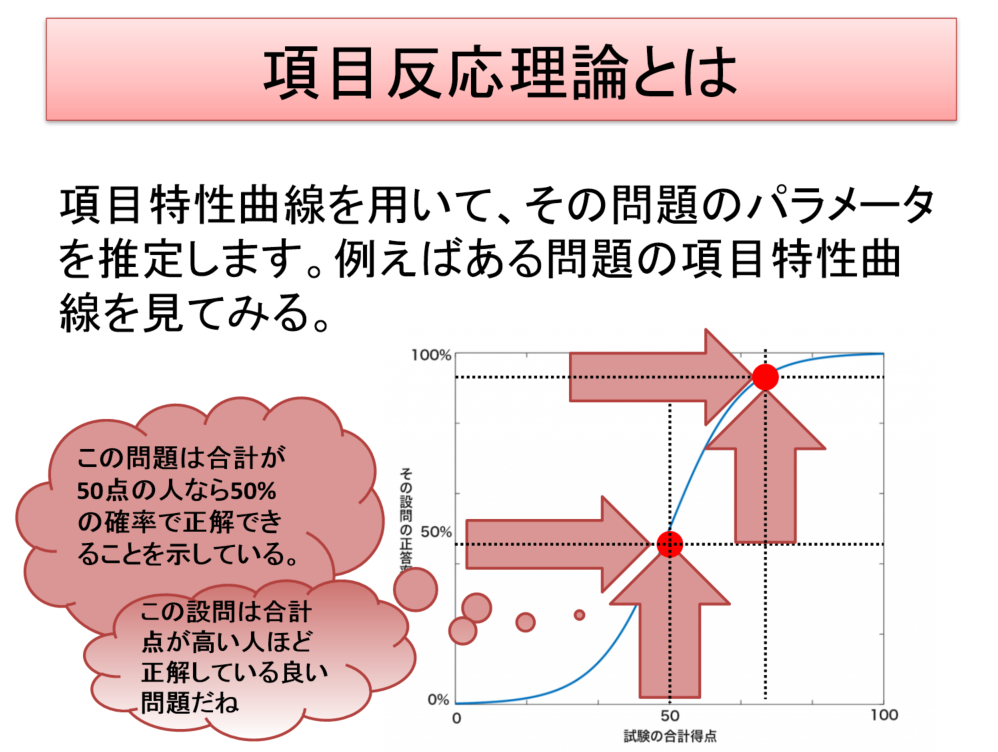 項目反応理論とは
項目特性曲線を用いて、その問題のパラメータ
を推定します。例えばある問題の項目特性曲
線を見てみる。
この問題は合計が
50点の人なら50%
の確率で正解でき
ることを示している。
この設問は合計
点が高い人ほど
正解している良い
問題だね
100%
50%
0%
その設問の正答
0
50
100
試験の合計得点